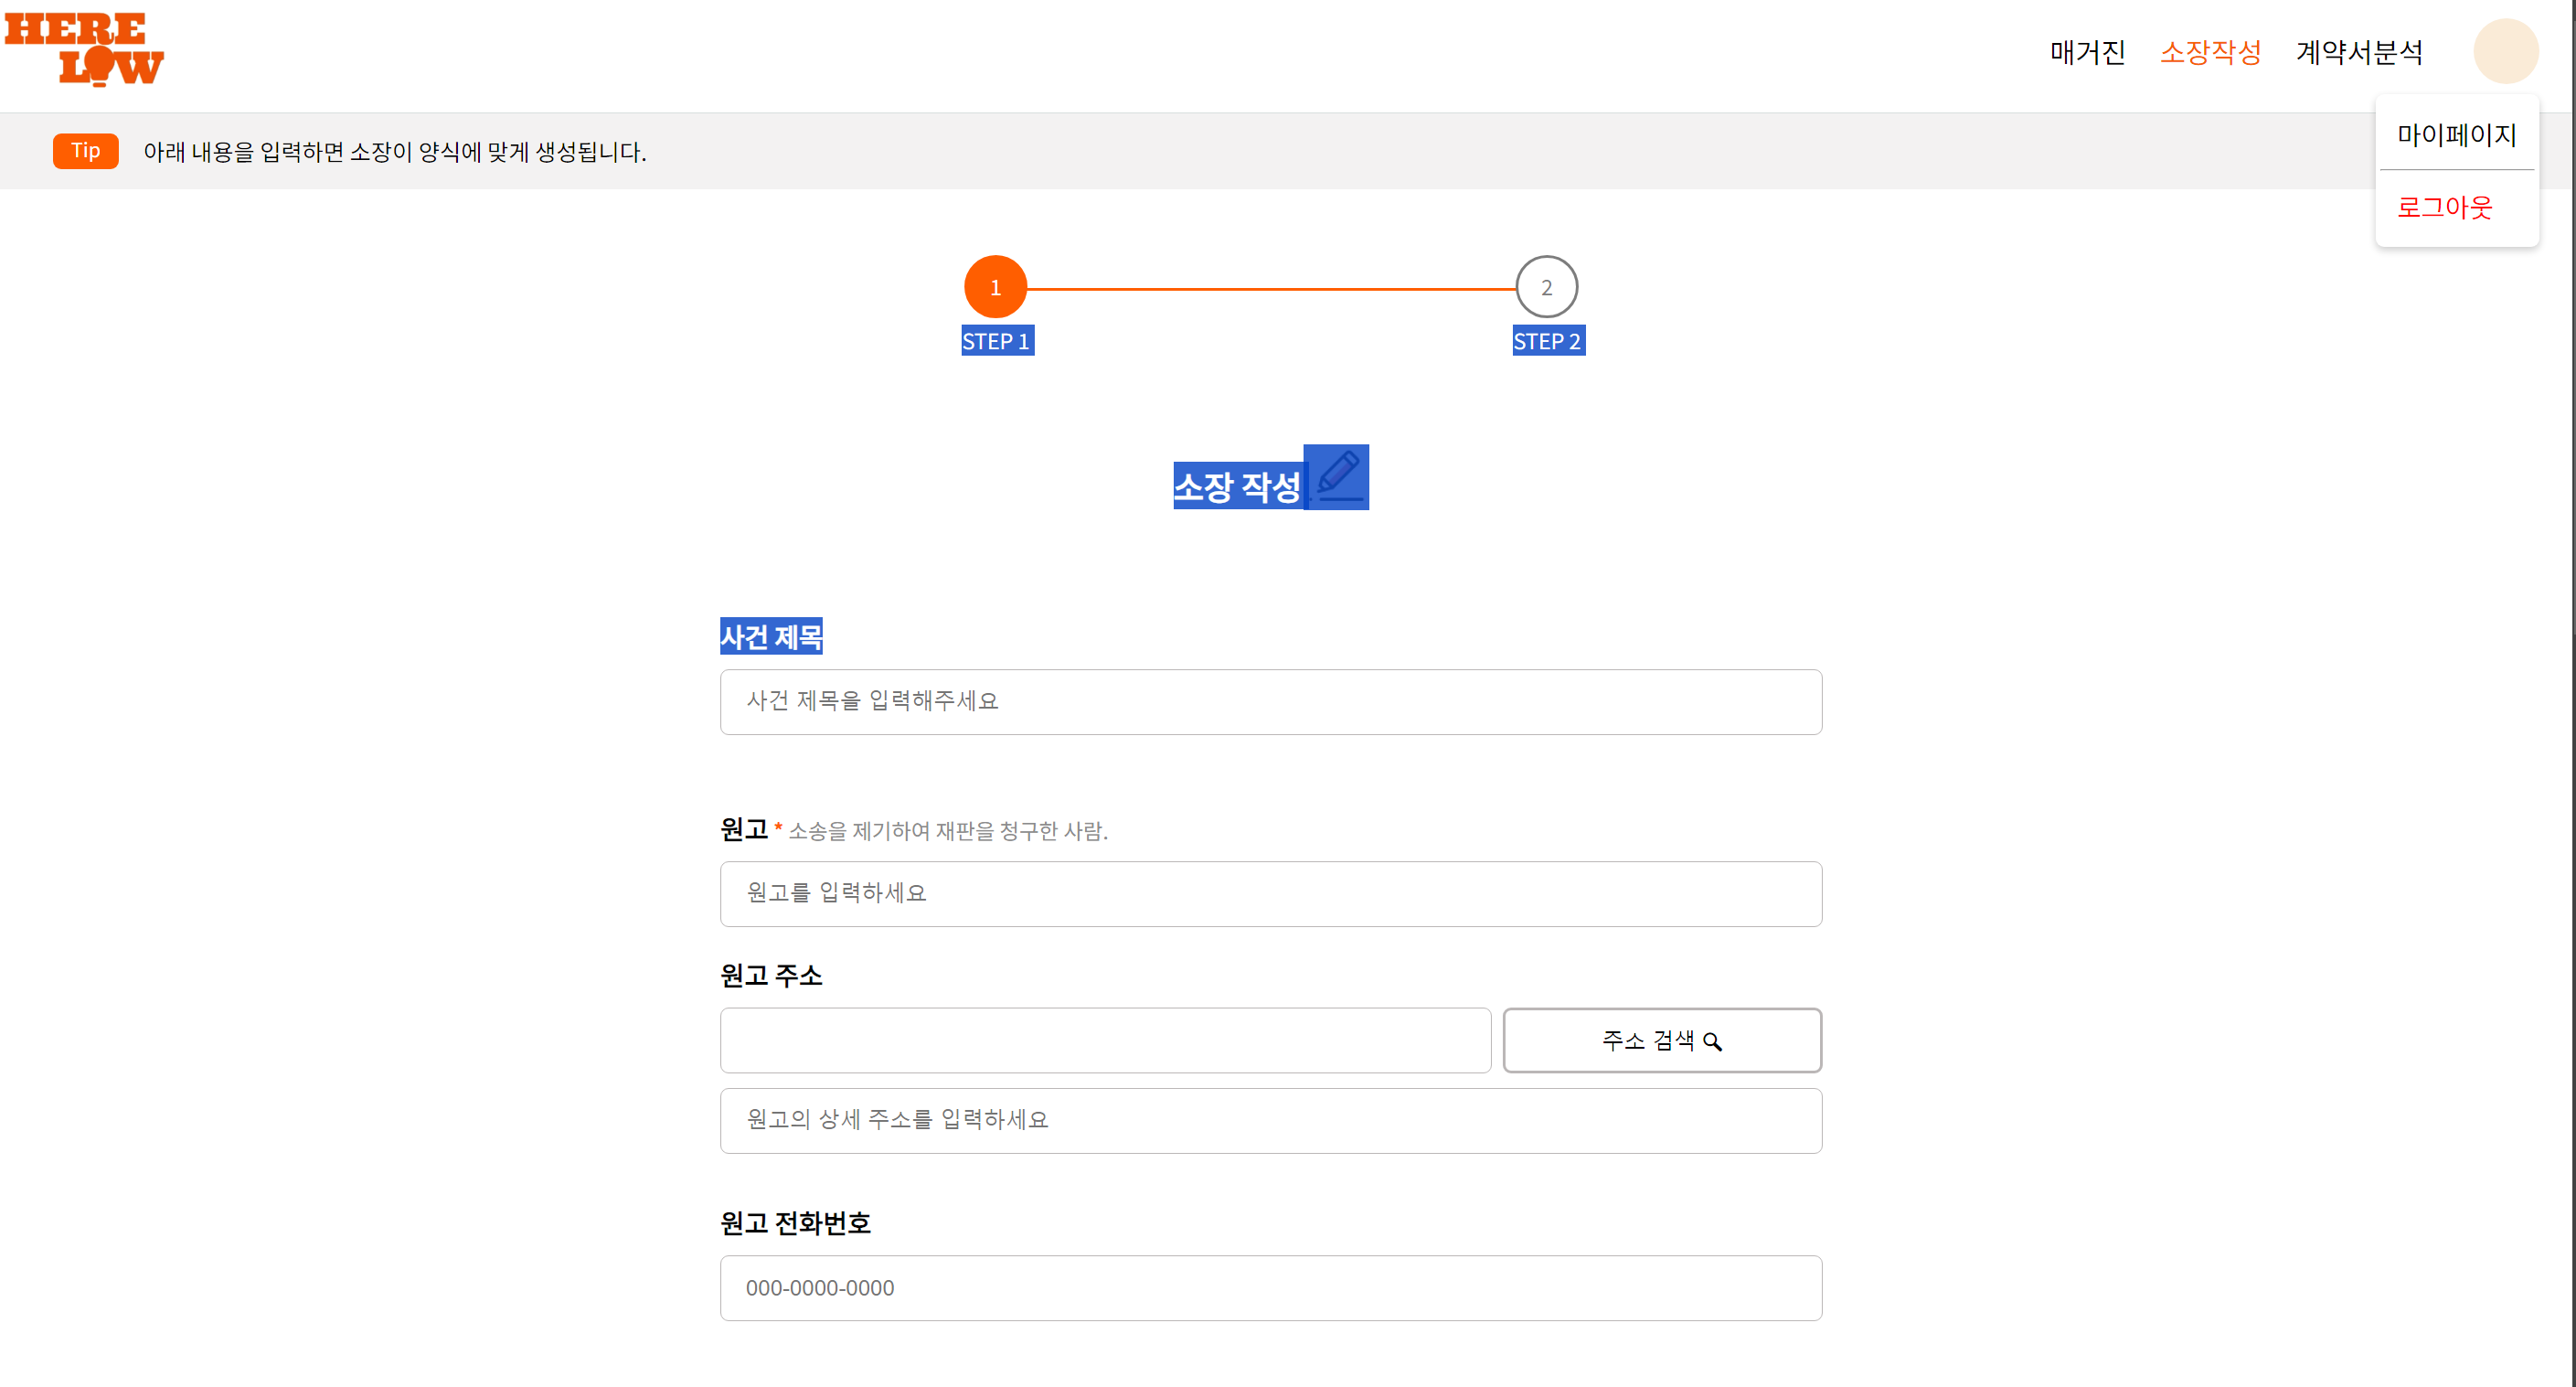 HERE
LOW
매거진 소장작성 계약서분석
마이페이지
로그아웃
Tip 아래 내용을 입력하면 소장이 양식에 맞게 생성됩니다.
1 2
STEP 1 STEP 2
소장 작성
사건 제목
사건 제목을 입력해주세요
원고 * 소송을 제기하여 재판을 청구한 사람.
원고를 입력하세요
원고 주소
주소 검색
원고의 상세 주소를 입력하세요
원고 전화번호
000-0000-0000